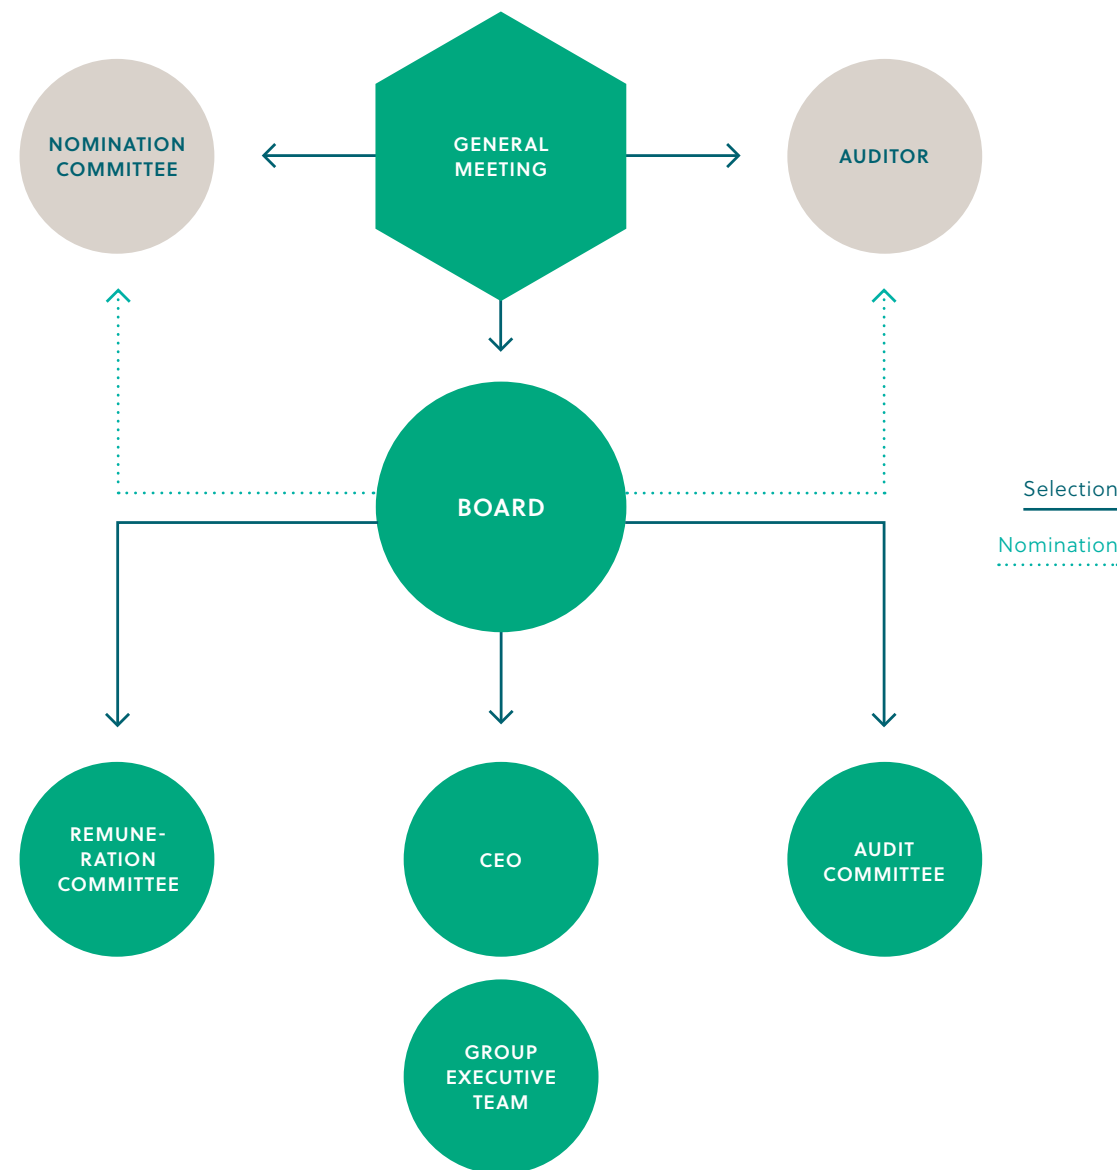 NOMINATION
COMMITTEE
GENERAL
MEETING
AUDITOR
BOARD
Selection
Nomination
REMUNE-
RATION
COMMITTEE
CEO
AUDIT
COMMITTEE
GROUP
EXECUTIVE
TEAM